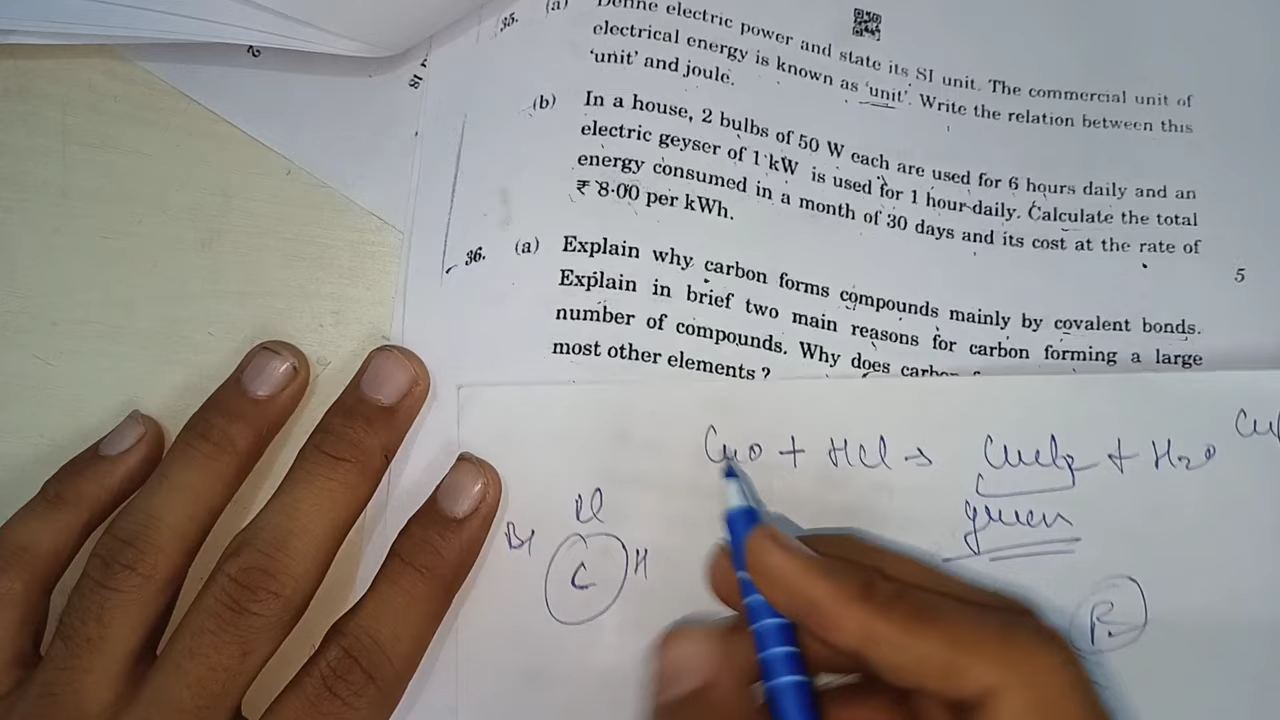 35. (a) Define electric power and state its SI unit. The commercial unit of
electrical energy is known as 'unit'. Write the relation between this
'unit' and joule.
(b) In a house, 2 bulbs of 50 W each are used for 6 hours daily and an
electric geyser of 1 kW is used for 1 hour daily. Calculate the total
energy consumed in a month of 30 days and its cost at the rate of
₹ 8·00 per kWh.
5
36. (a) Explain why carbon forms compounds mainly by covalent bonds.
Explain in brief two main reasons for carbon forming a large
number of compounds. Why does carbon
most other elements ?
CuO + HCl → CuCl2 + H2O
green
Cl
Br C H